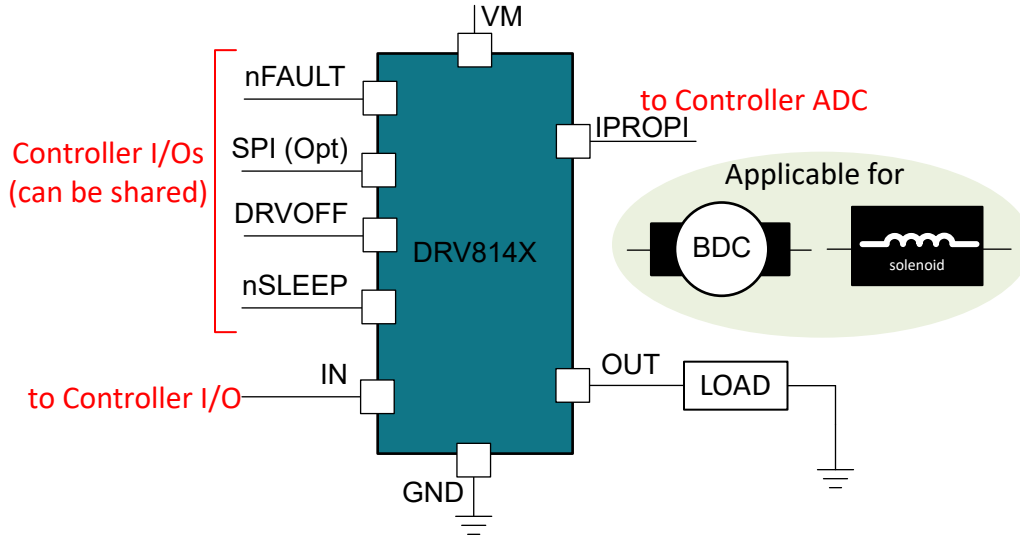 VM
nFAULT
to Controller ADC
IPROPI
Controller I/Os
(can be shared)
SPI (Opt)
DRVOFF
nSLEEP
DRV814X
Applicable for
BDC
solenoid
IN
to Controller I/O
OUT
LOAD
GND